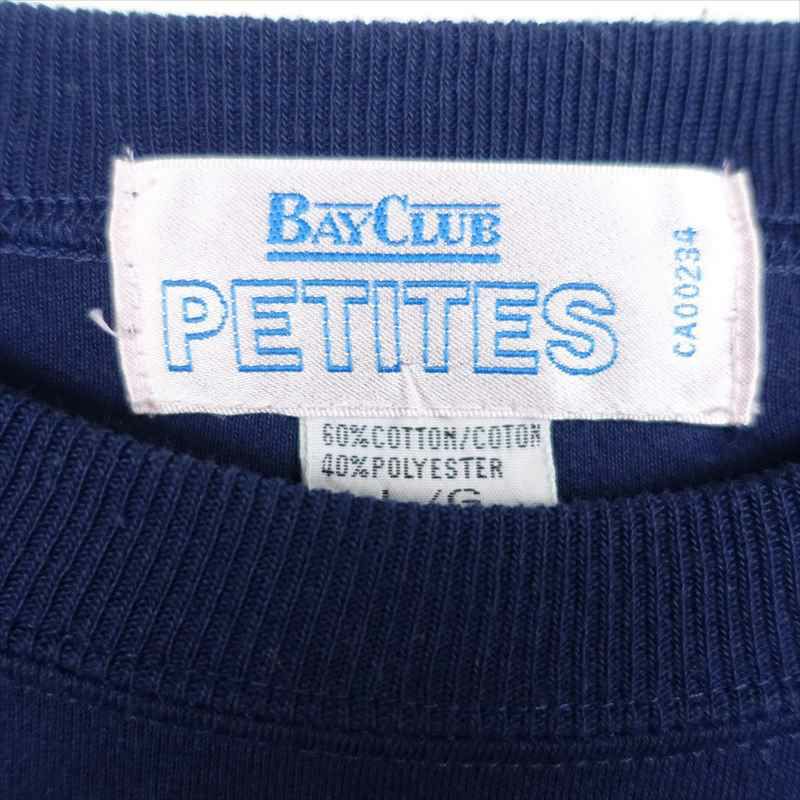 BAYCLUB
PETITES
CA00234
60%COTTON/COTON
40%POLYESTER
L/G